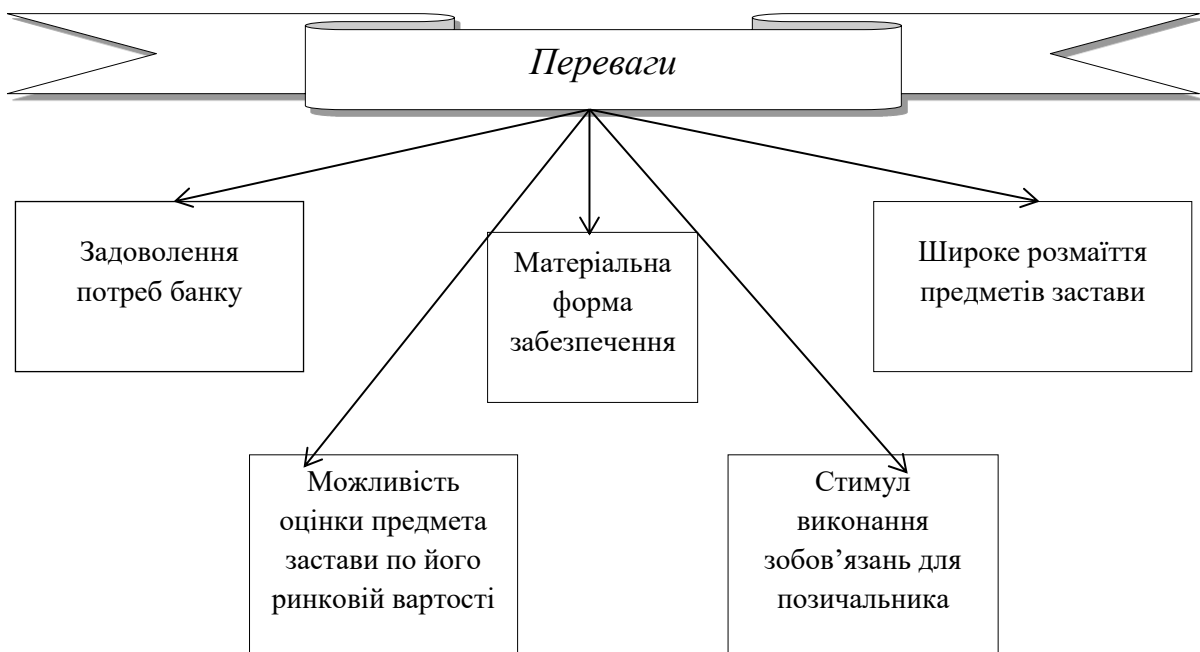 Переваги
Задоволення
потреб банку
Матеріальна
форма
забезпечення
Широке розмаїття
предметів застави
Можливість
оцінки предмета
застави по його
ринковій вартості
Стимул
виконання
зобов’язань для
позичальника